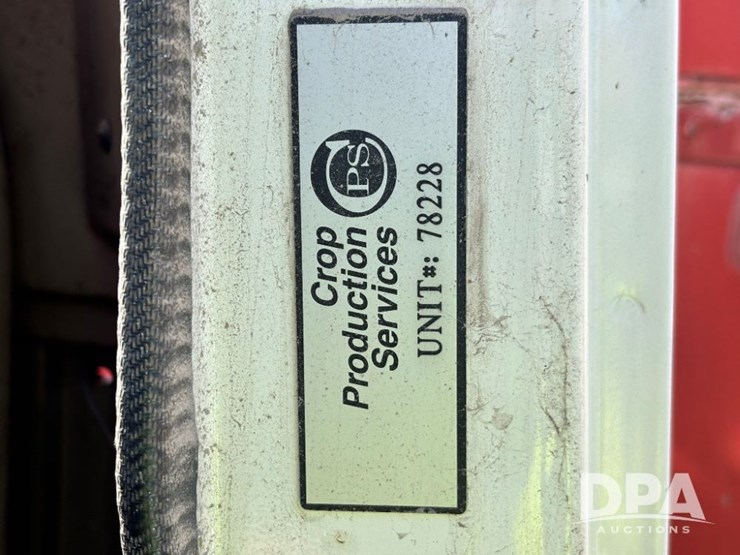 CPS
Crop
Production
Services
UNIT#: 78228
DPA
AUCTIONS